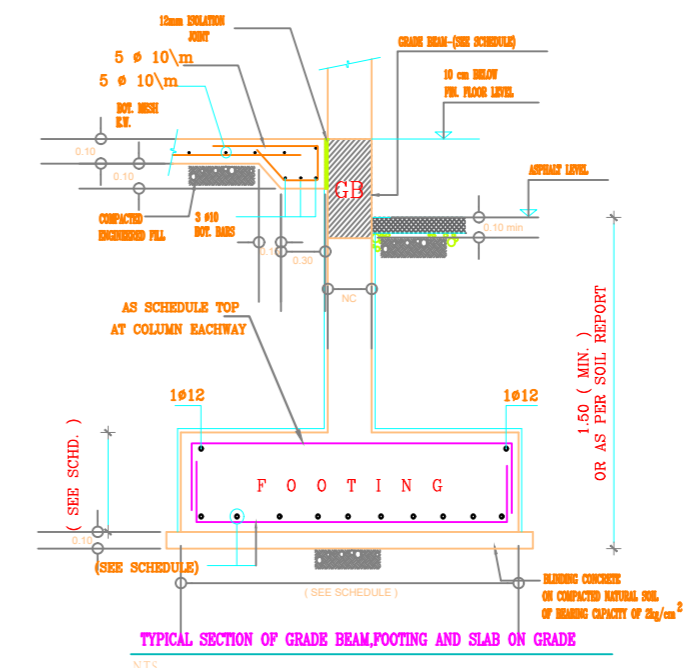 12mm ISOLATION
JOINT
GRADE BEAM-(SEE SCHEDULE)
5 ø 10\m
5 ø 10\m
10 cm BELOW
FIN. FLOOR LEVEL
BOT. MESH
E.W.
0.10
0.10
ASPHALT LEVEL
GB
COMPACTED
ENGINEERED FILL
3 ø10
BOT. BARS
0.10 min
0.30
NC
AS SCHEDULE TOP
AT COLUMN EACHWAY
1.50 ( MIN. )
OR AS PER SOIL REPORT
1ø12
1ø12
( SEE SCHD. )
F O O T I N G
0.10
(SEE SCHEDULE)
( SEE SCHEDULE )
BLINDING CONCRETE
ON COMPACTED NATURAL SOIL
OF BEARING CAPACITY OF 2kg/cm 2
TYPICAL SECTION OF GRADE BEAM,FOOTING AND SLAB ON GRADE
NTS